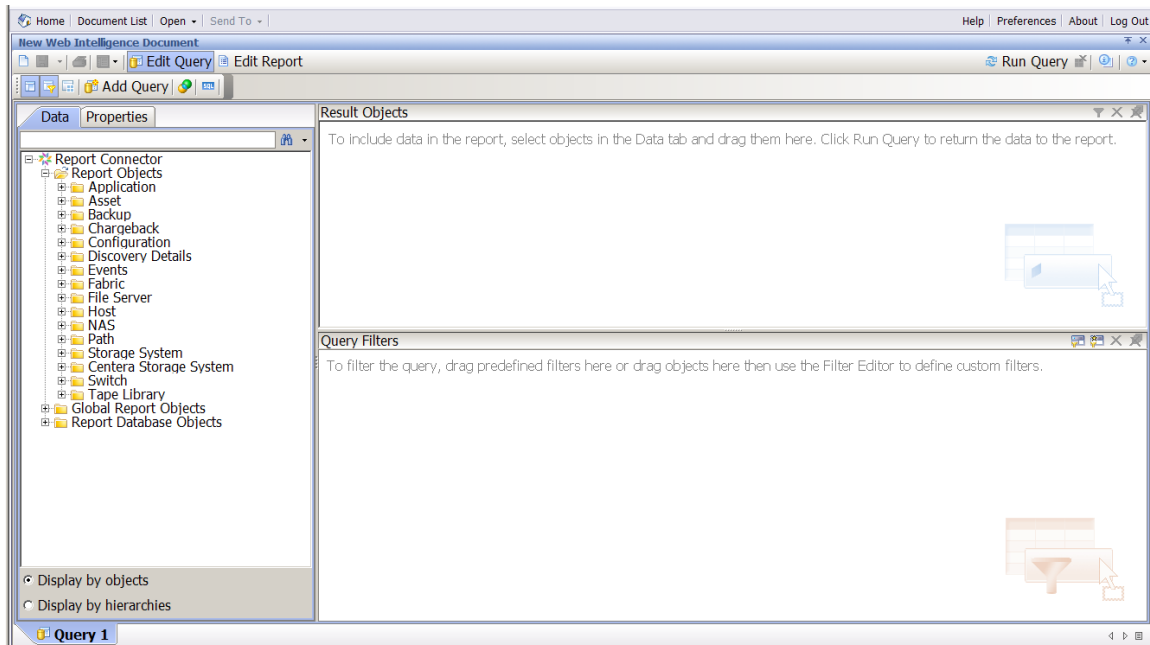 Home Document List Open Send To Help Preferences About Log Out
New Web Intelligence Document
Edit Query Edit Report Run Query
Add Query SQL
Data Properties
Result Objects
To include data in the report, select objects in the Data tab and drag them here. Click Run Query to return the data to the report.
Report Connector
Report Objects
Application
Asset
Backup
Chargeback
Configuration
Discovery Details
Events
Fabric
File Server
Host
NAS
Path
Storage System
Centera Storage System
Switch
Tape Library
Global Report Objects
Report Database Objects
Query Filters
To filter the query, drag predefined filters here or drag objects here then use the Filter Editor to define custom filters.
Display by objects
Display by hierarchies
Query 1